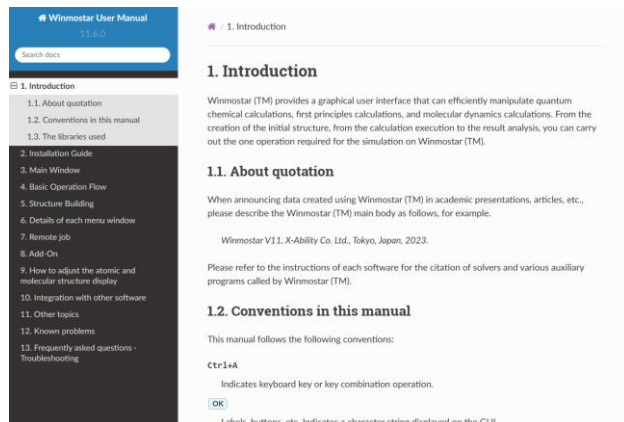 Winmostar User Manual
11.6.0
Search docs
1. Introduction
1.1. About quotation
1.2. Conventions in this manual
1.3. The libraries used
2. Installation Guide
3. Main Window
4. Basic Operation Flow
5. Structure Building
6. Details of each menu window
7. Remote job
8. Add-On
9. How to adjust the atomic and
molecular structure display
10. Integration with other software
11. Other topics
12. Known problems
13. Frequently asked questions -
Troubleshooting
/ 1. Introduction
1. Introduction
Winmostar (TM) provides a graphical user interface that can efficiently manipulate quantum
chemical calculations, first principles calculations, and molecular dynamics calculations. From the
creation of the initial structure, from the calculation execution to the result analysis, you can carry
out the one operation required for the simulation on Winmostar (TM).
1.1. About quotation
When announcing data created using Winmostar (TM) in academic presentations, articles, etc.,
please describe the Winmostar (TM) main body as follows, for example.
Winmostar V11, X-Ability Co. Ltd., Tokyo, Japan, 2023.
Please refer to the instructions of each software for the citation of solvers and various auxiliary
programs called by Winmostar (TM).
1.2. Conventions in this manual
This manual follows the following conventions:
Ctrl+A
Indicates keyboard key or key combination operation.
OK
Labels, buttons, etc. Indicates a character string displayed on the GUI.